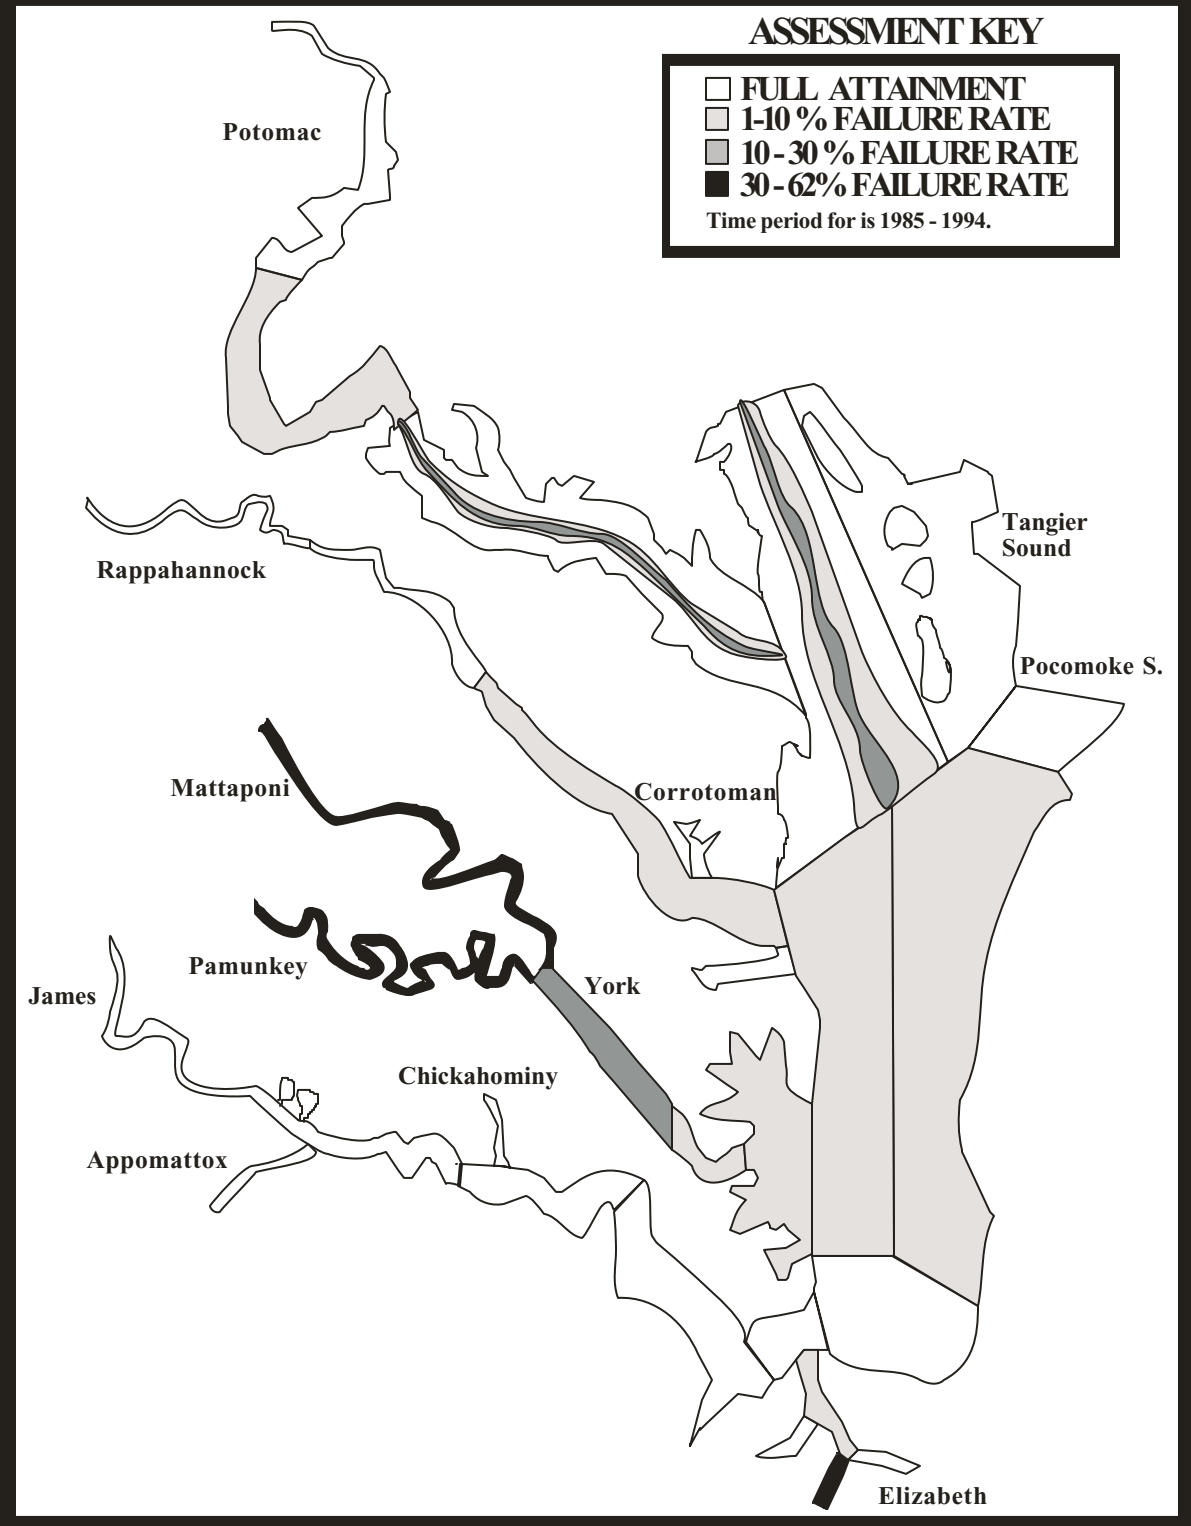 ASSESSMENT KEY
FULL ATTAINMENT
1-10 % FAILURE RATE
10 - 30 % FAILURE RATE
30 - 62% FAILURE RATE
Time period for is 1985 - 1994.
Potomac
Tangier
Sound
Rappahannock
Pocomoke S.
Mattaponi
Corrotoman
Pamunkey
York
James
Chickahominy
Appomattox
Elizabeth